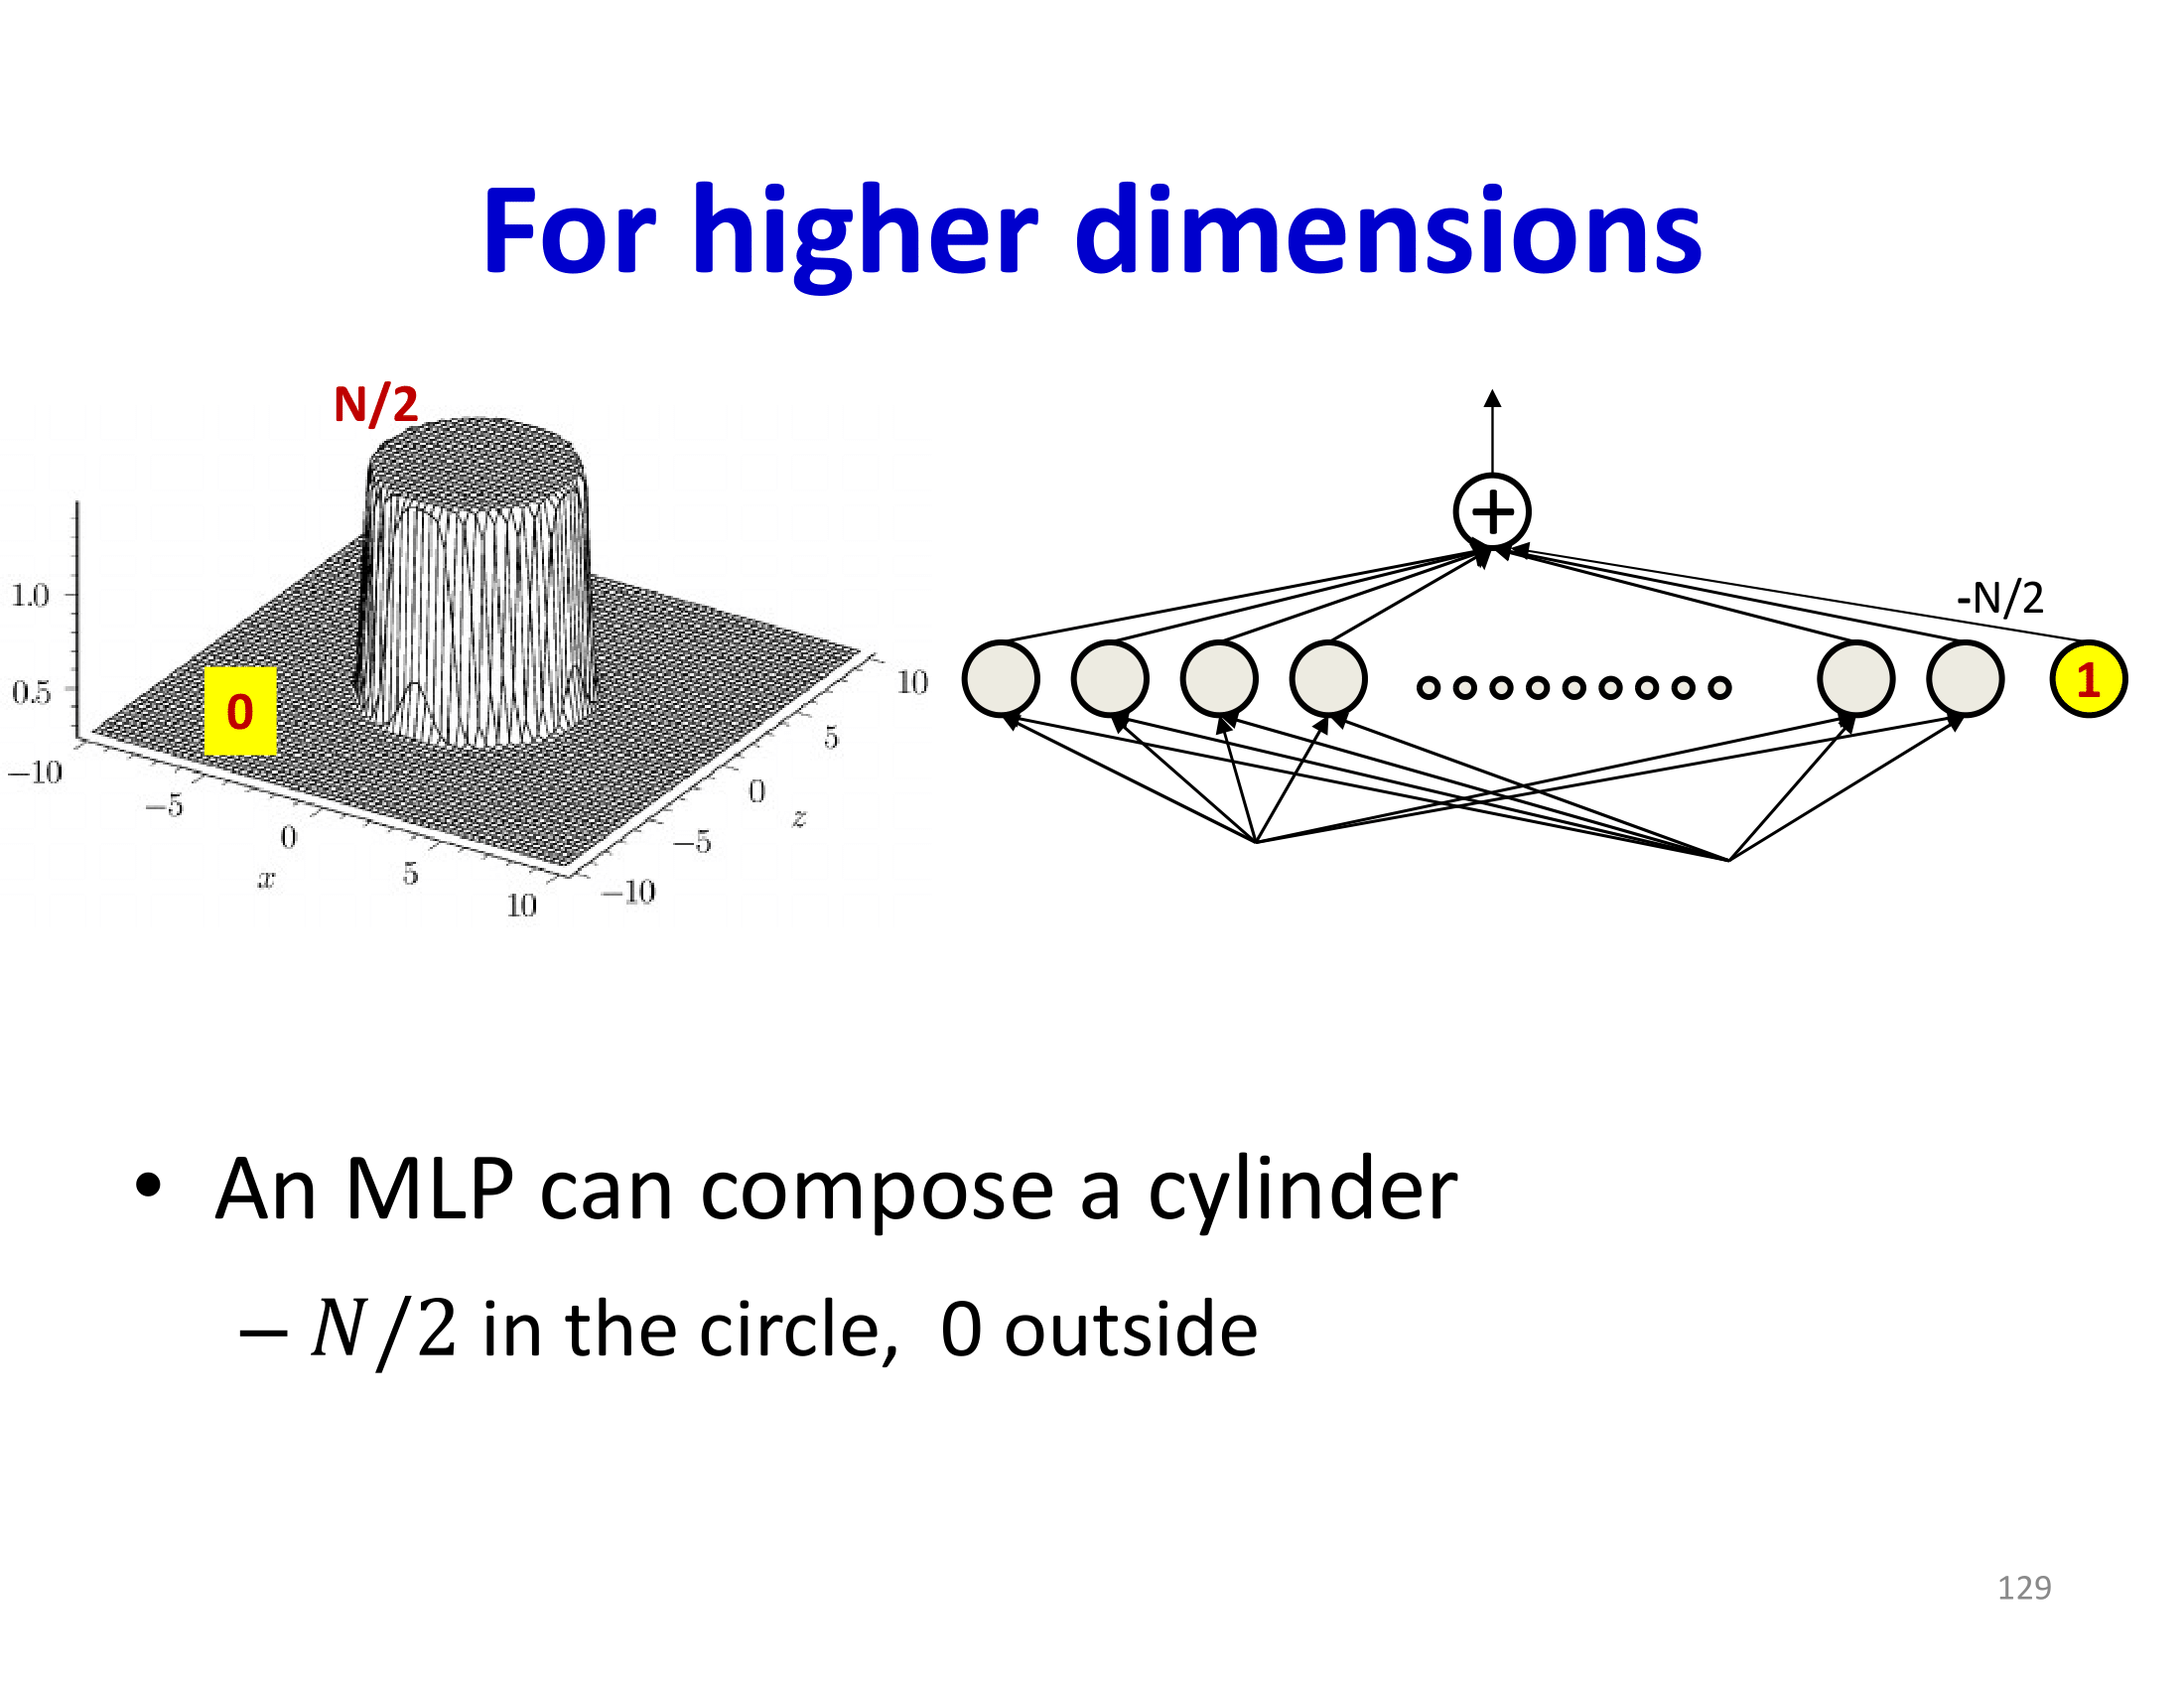 For higher dimensions
N/2
1.0
0.5
0
−10
−5
0
5
10
x
−10
−5
0
5
10
z
+
-N/2
1
• An MLP can compose a cylinder
– N/2 in the circle, 0 outside
129